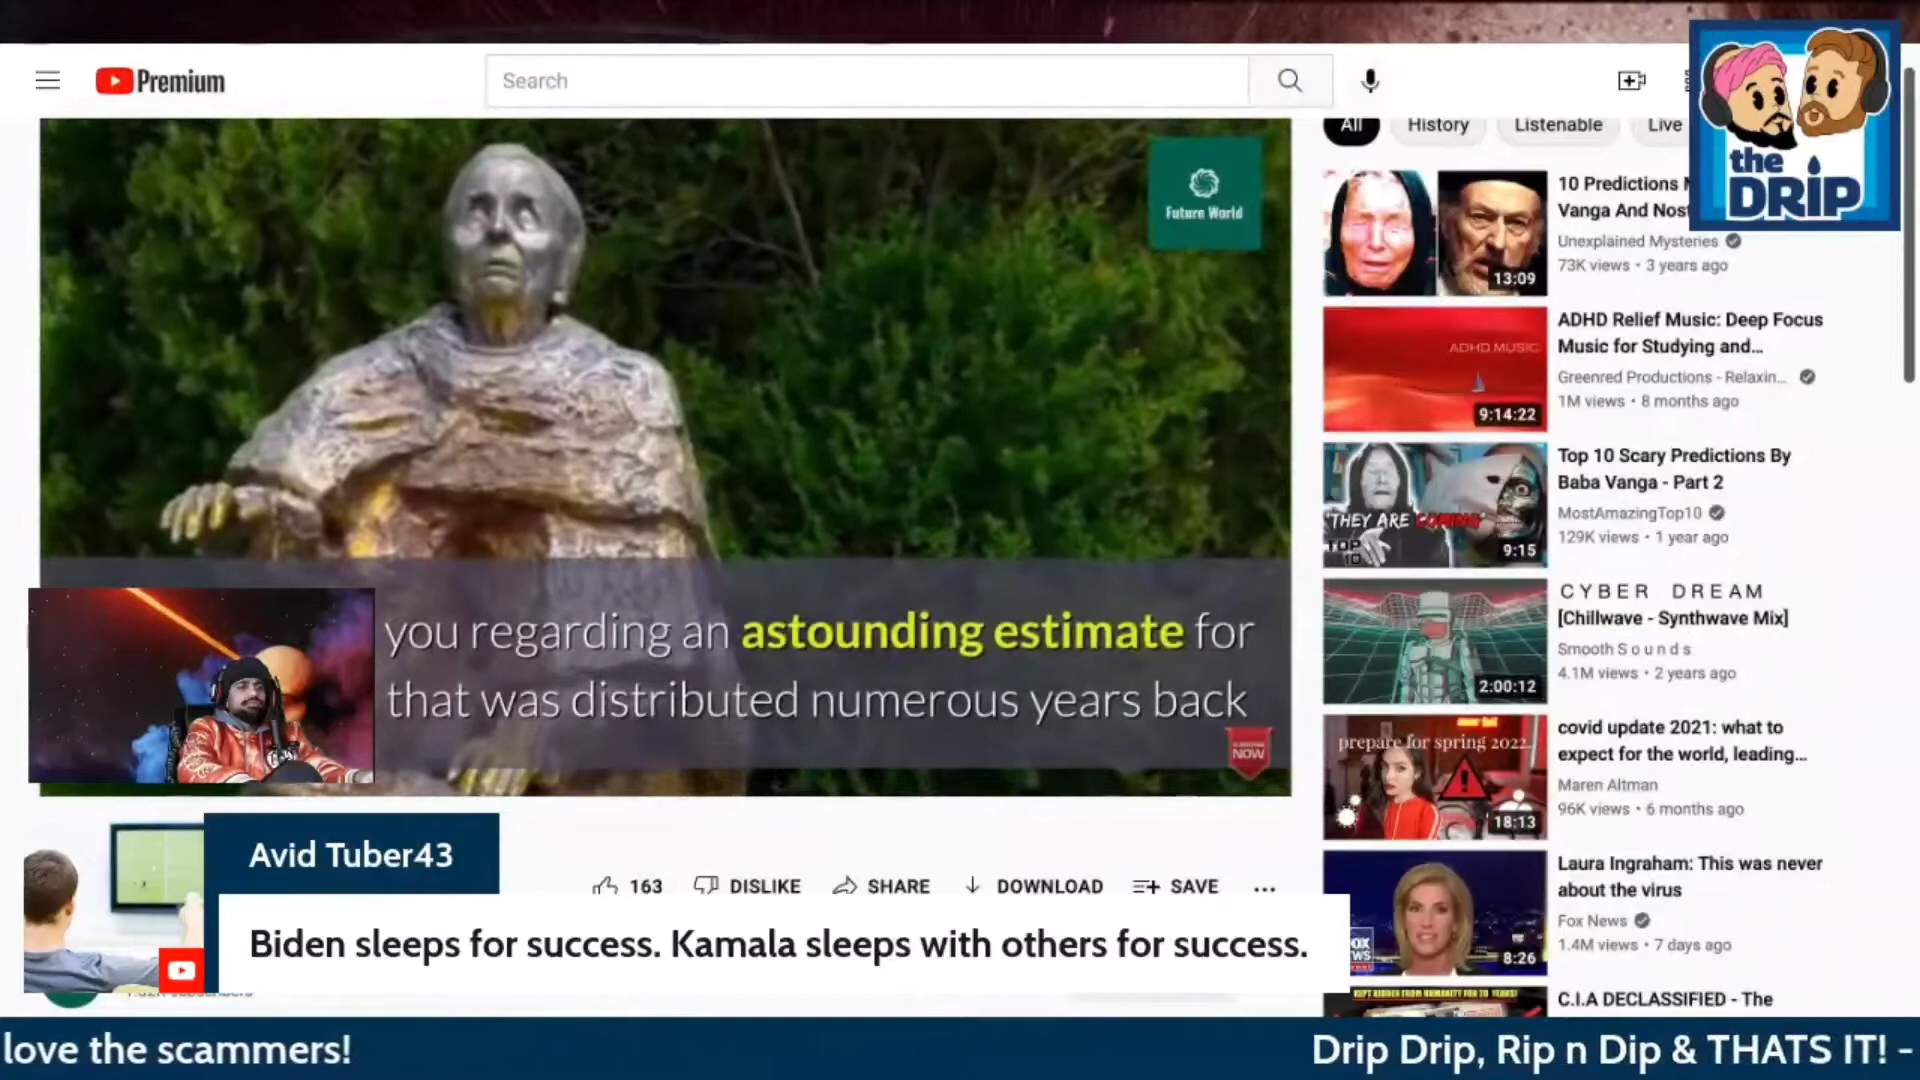 Premium
Search
the
DRIP
All
History
Listenable
Live
Future World
10 Predictions
Vanga And Nost
Unexplained Mysteries
73K views • 3 years ago
13:09
ADHD MUSIC
9:14:22
ADHD Relief Music: Deep Focus
Music for Studying and...
Greenred Productions - Relaxin...
1M views • 8 months ago
"THEY ARE COMING"
TOP
10
9:15
Top 10 Scary Predictions By
Baba Vanga - Part 2
MostAmazingTop10
129K views • 1 year ago
2:00:12
C Y B E R D R E A M
[Chillwave - Synthwave Mix]
Smooth S o u n d s
4.1M views • 2 years ago
prepare for spring 2022.
18:13
covid update 2021: what to
expect for the world, leading...
Maren Altman
96K views • 6 months ago
8:26
Laura Ingraham: This was never
about the virus
Fox News
1.4M views • 7 days ago
C.I.A DECLASSIFIED - The
you regarding an astounding estimate for
that was distributed numerous years back
NOW
Avid Tuber43
163
DISLIKE
SHARE
DOWNLOAD
SAVE
...
Biden sleeps for success. Kamala sleeps with others for success.
love the scammers!
Drip Drip, Rip n Dip & THATS IT! -